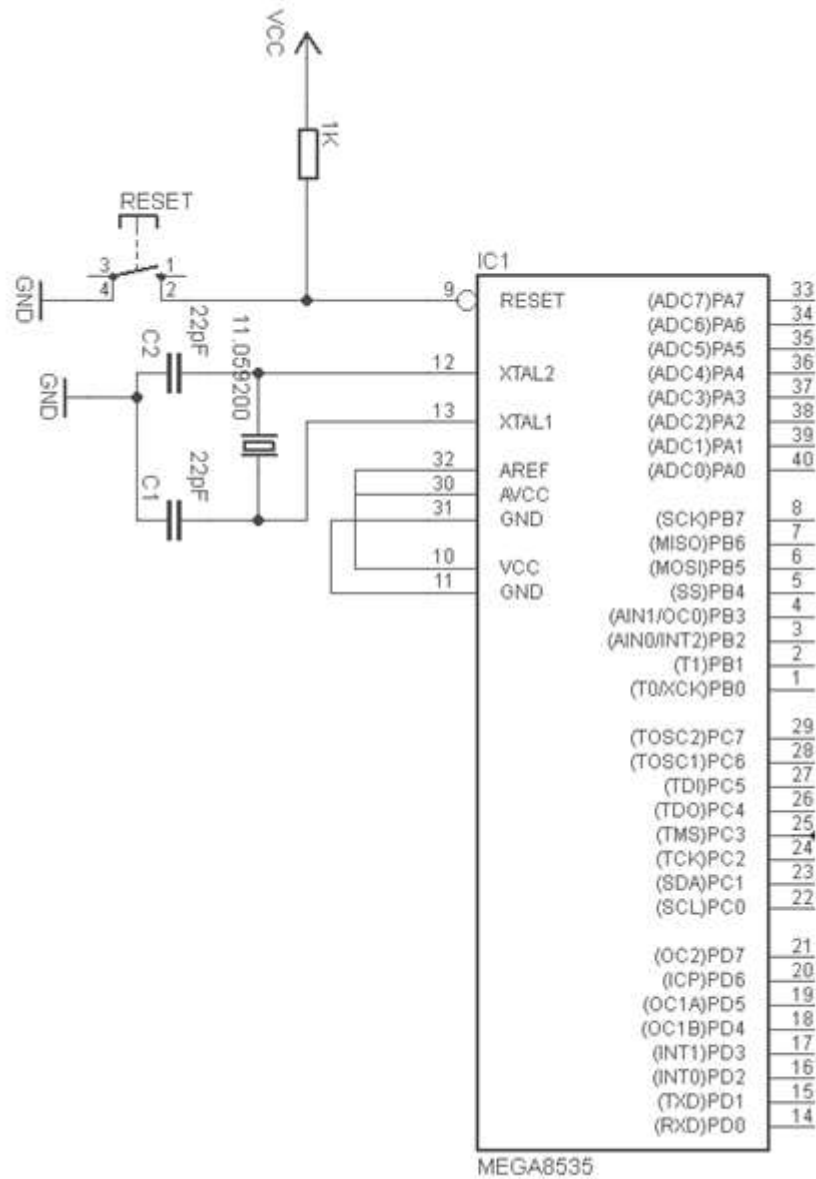 VCC
1K
RESET
3 1
4 2
GND
22pF
C2
11.059200
GND
22pF
C1
IC1
9 RESET (ADC7)PA7 33
(ADC6)PA6 34
(ADC5)PA5 35
12 XTAL2 (ADC4)PA4 36
(ADC3)PA3 37
13 XTAL1 (ADC2)PA2 38
(ADC1)PA1 39
32 AREF (ADC0)PA0 40
30 AVCC
31 GND (SCK)PB7 8
(MISO)PB6 7
10 VCC (MOSI)PB5 6
11 GND (SS)PB4 5
(AIN1/OC0)PB3 4
(AIN0/INT2)PB2 3
(T1)PB1 2
(T0/XCK)PB0 1
(TOSC2)PC7 29
(TOSC1)PC6 28
(TDI)PC5 27
(TDO)PC4 26
(TMS)PC3 25
(TCK)PC2 24
(SDA)PC1 23
(SCL)PC0 22
(OC2)PD7 21
(ICP)PD6 20
(OC1A)PD5 19
(OC1B)PD4 18
(INT1)PD3 17
(INT0)PD2 16
(TXD)PD1 15
(RXD)PD0 14
MEGA8535